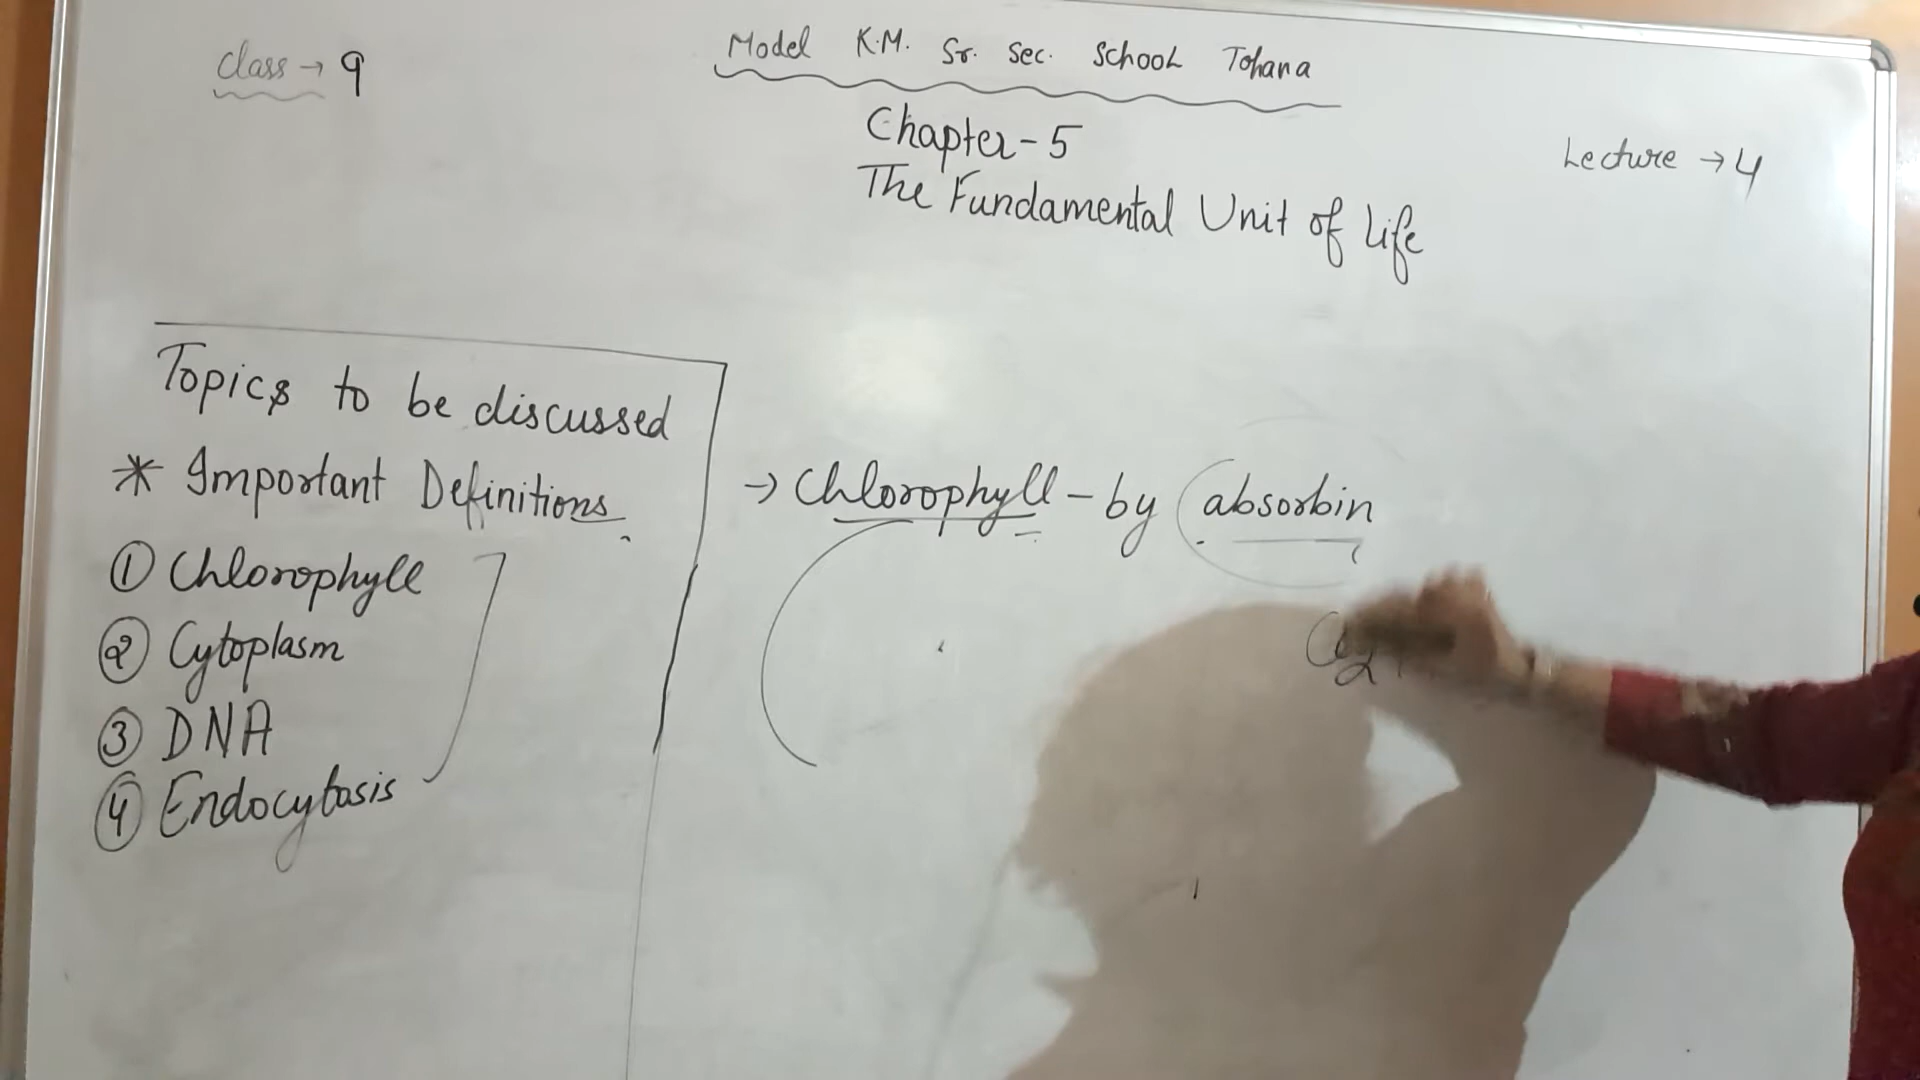 Class → 9
Model K.M. Sr. Sec. School Tohana
Chapter-5
The Fundamental Unit of Life
Lecture → 4
Topics to be discussed
* Important Definitions
① Chlorophyll
② Cytoplasm
③ DNA
④ Endocytosis
→ Chlorophyll - by absorbin